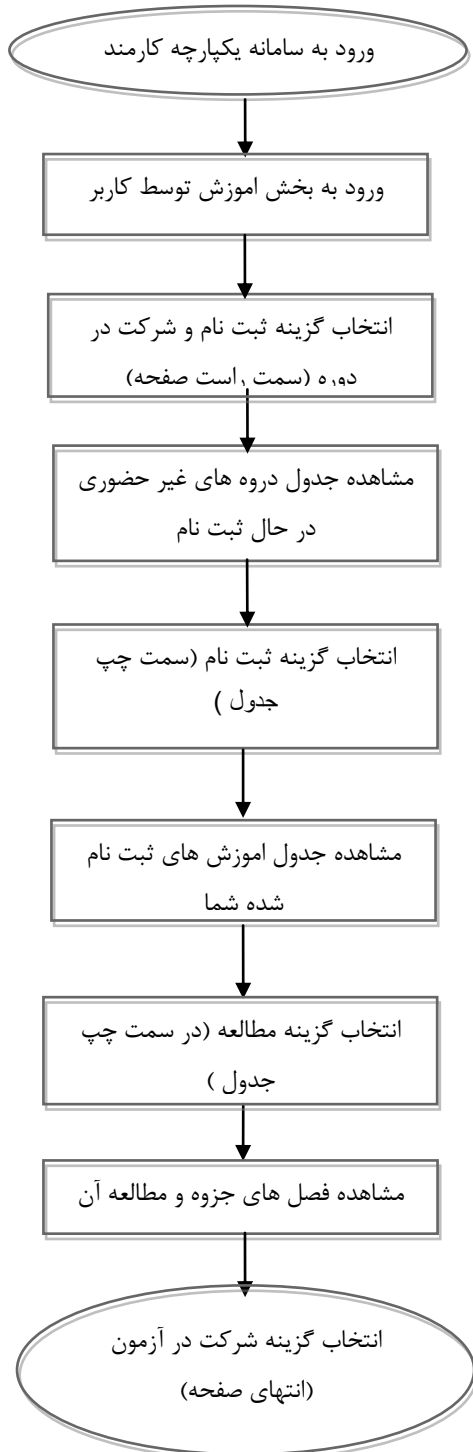 ورود به سامانه یکپارچه کارمند
ورود به بخش اموزش توسط کاربر
انتخاب گزینه ثبت نام و شرکت در
دوره (سمت راست صفحه)
مشاهده جدول دروه های غیر حضوری
در حال ثبت نام
انتخاب گزینه ثبت نام (سمت چپ
جدول )
مشاهده جدول اموزش های ثبت نام
شده شما
انتخاب گزینه مطالعه (در سمت چپ
جدول )
مشاهده فصل های جزوه و مطالعه آن
انتخاب گزینه شرکت در آزمون
(انتهای صفحه)